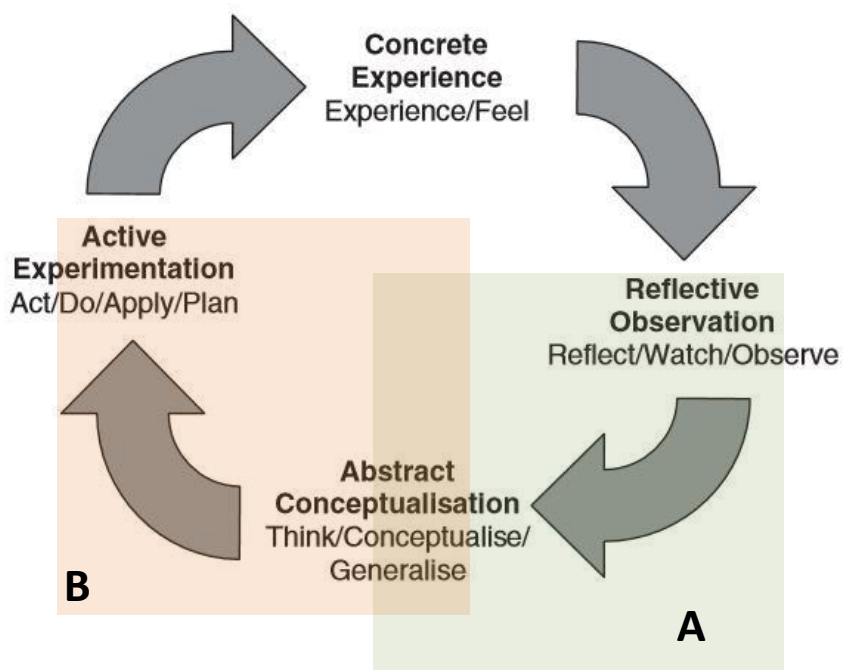 Concrete
Experience
Experience/Feel
Active
Experimentation
Act/Do/Apply/Plan
Reflective
Observation
Reflect/Watch/Observe
Abstract
Conceptualisation
Think/Conceptualise/
Generalise
B
A